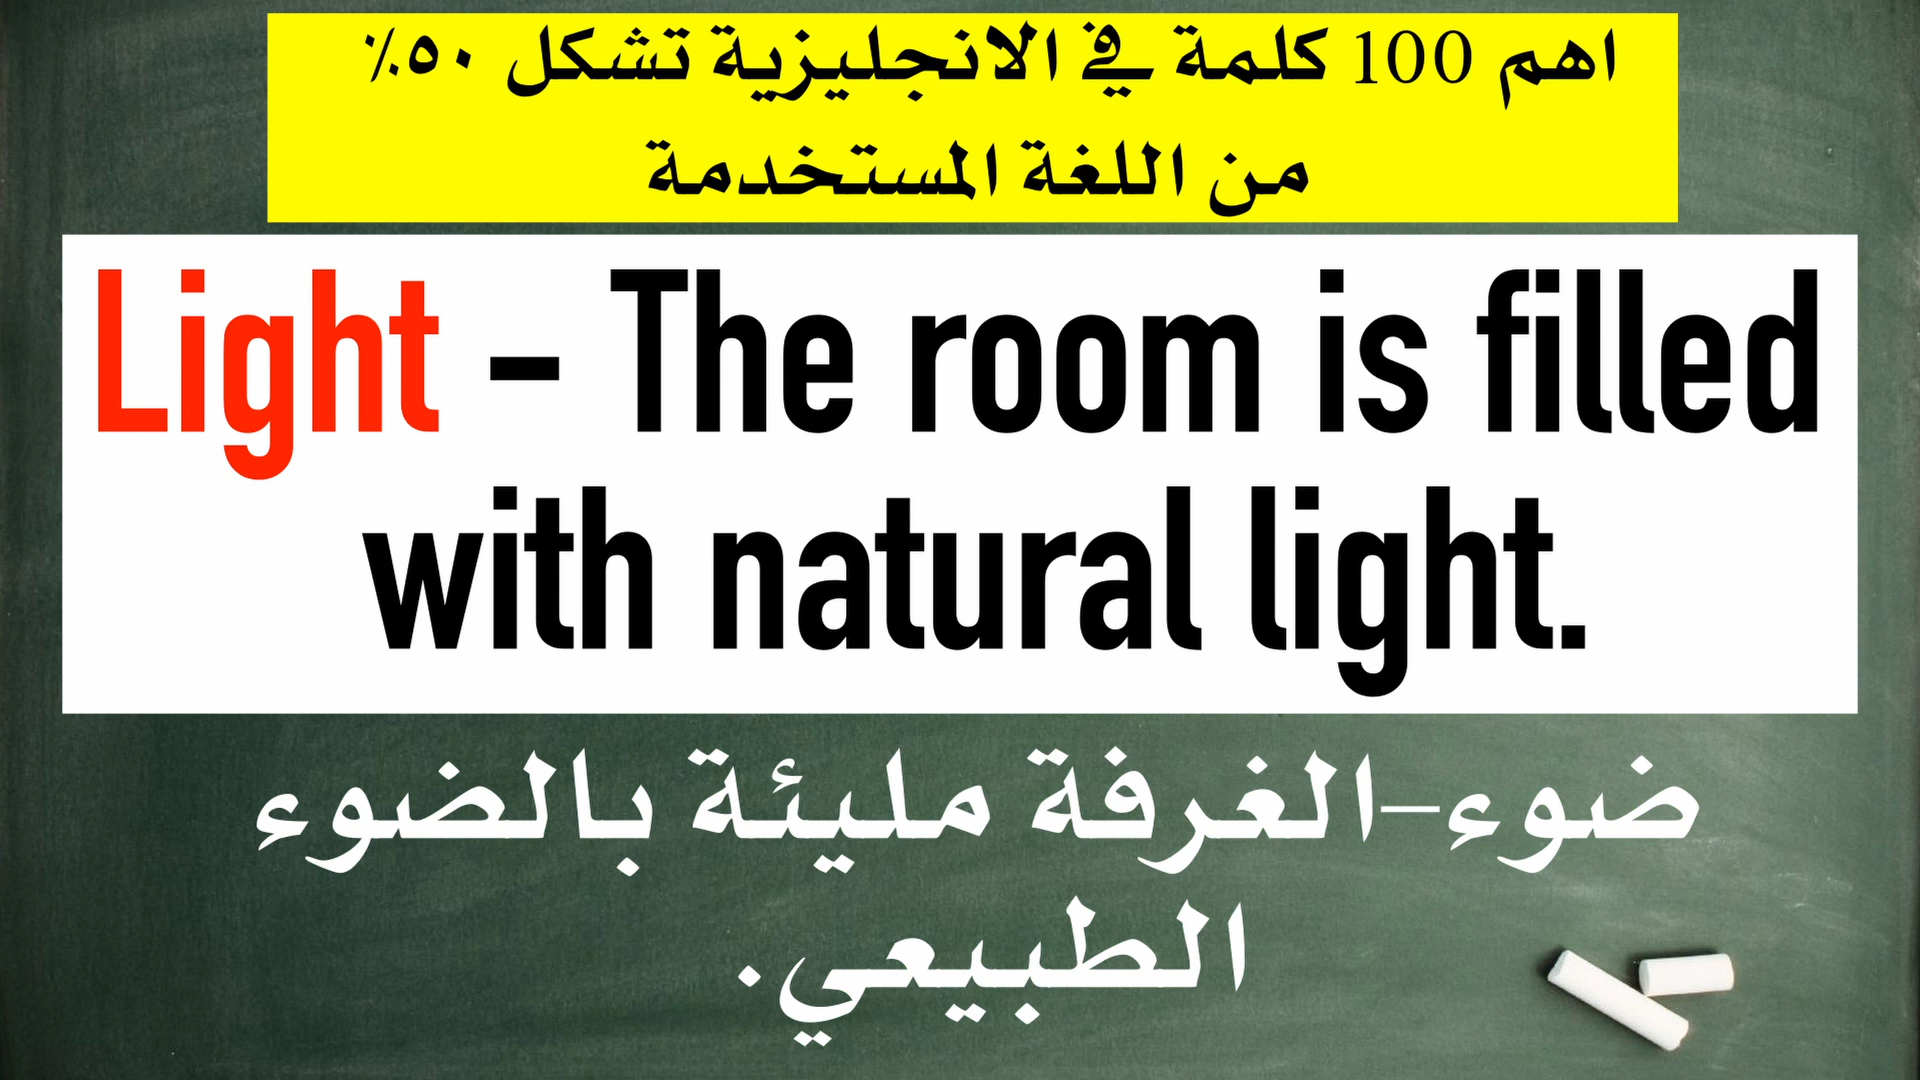 اهم 100 كلمة في الانجليزية تشكل ٥٠٪
من اللغة المستخدمة
Light - The room is filled
with natural light.
ضوء-الغرفة مليئة بالضوء
الطبيعي.